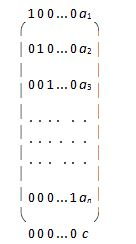 1 0 0 ... 0 a₁
0 1 0 ... 0 a₂
0 0 1 ... 0 a₃
.... .. ...
... ... ...
... ... ...
0 0 0 ... 1 aₙ
0 0 0 ... 0 c